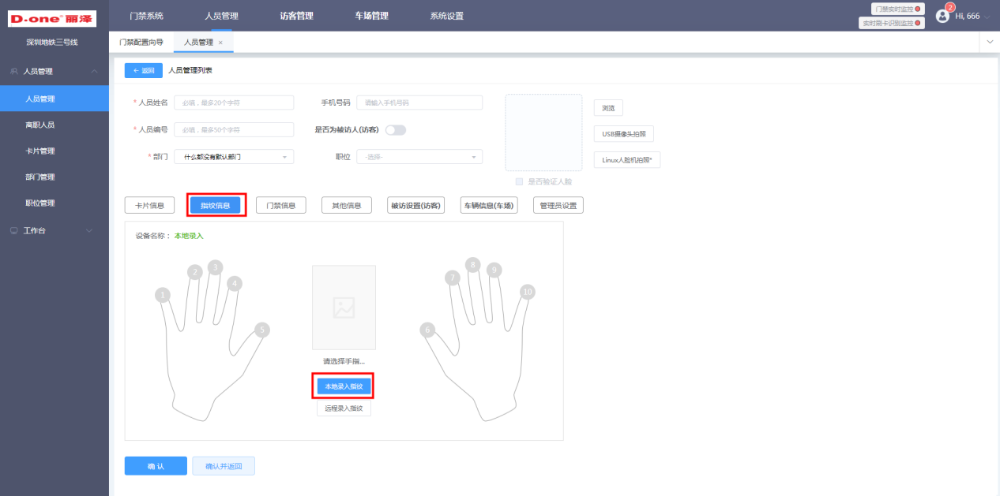 D-one® 丽泽
深圳地铁三号线
门禁系统 人员管理 访客管理 车场管理 系统设置
门禁实时监控
实时刷卡识别监控
2
Hi, 666
门禁配置向导 人员管理 ×
人员管理
人员管理
离职人员
卡片管理
部门管理
职位管理
工作台
← 返回 人员管理列表
* 人员姓名 必填，最多20个字符 手机号码 请输入手机号码
* 人员编号 必填，最多50个字符 是否为被访人(访客)
* 部门 什么都没有默认部门 职位 -选择-
浏览
USB摄像头拍照
Linux人脸机拍照*
是否验证人脸
卡片信息 指纹信息 门禁信息 其他信息 被访设置(访客) 车辆信息(车场) 管理员设置
设备名称： 本地录入
1 2 3 4 5
6 7 8 9 10
请选择手指...
本地录入指纹
远程录入指纹
确 认 确认并返回